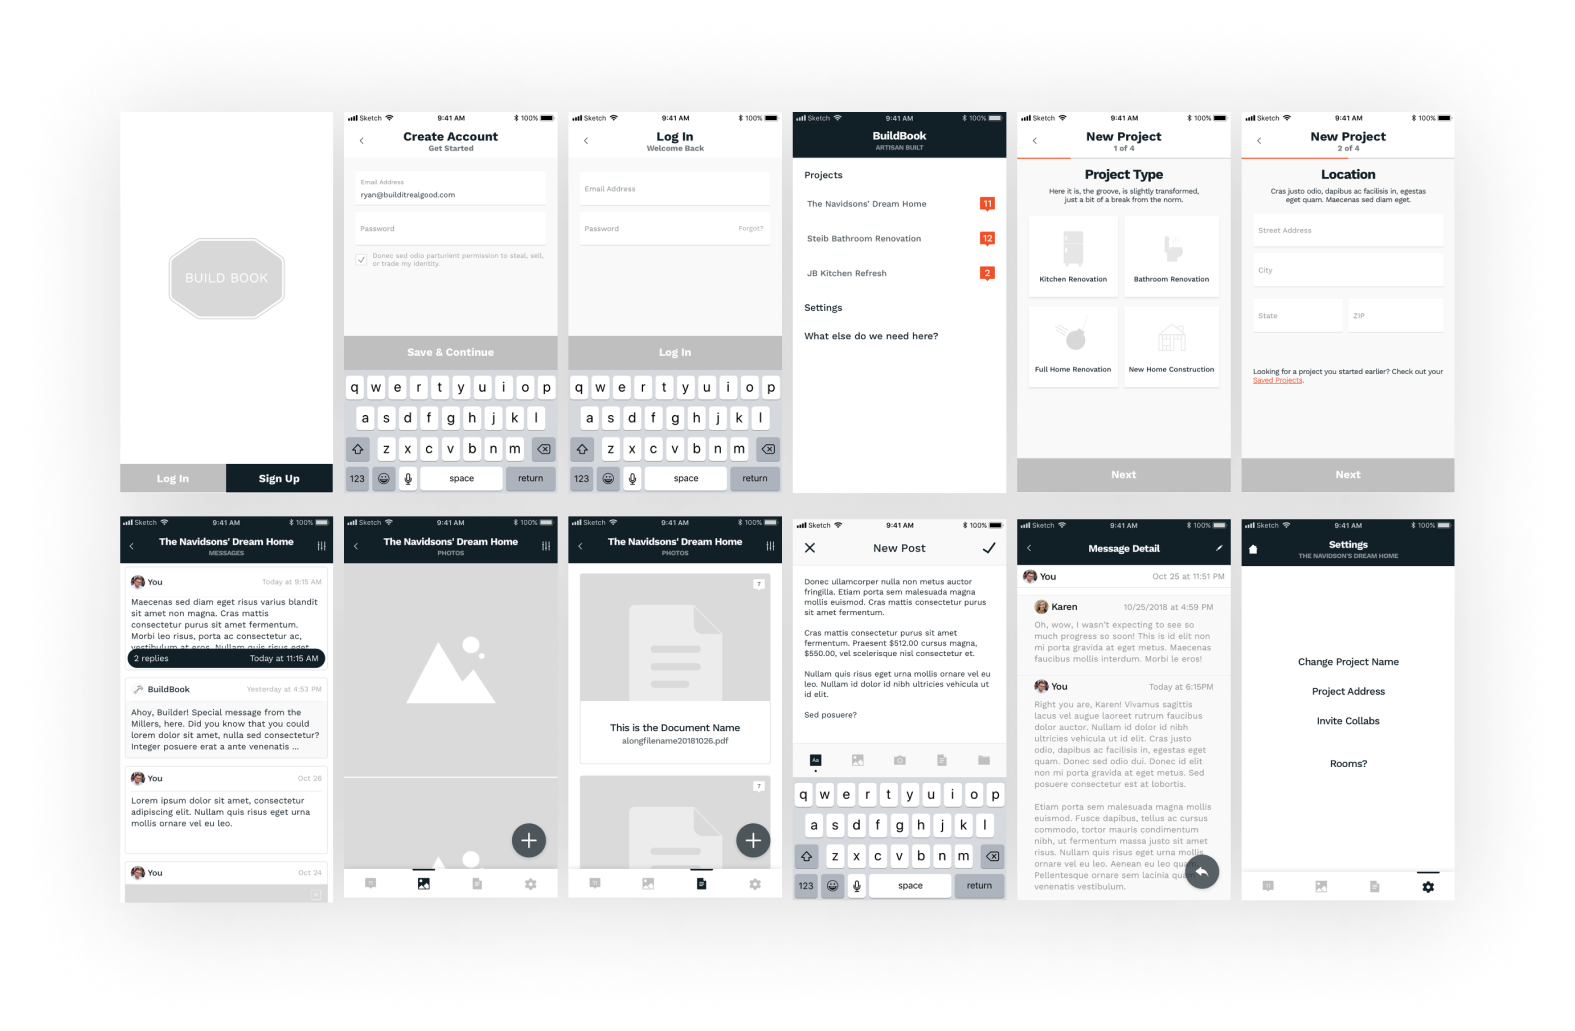 BUILD BOOK
Log In
Sign Up
Sketch 9:41 AM 100%
Create Account
Get Started
Email Address
ryan@builditrealgood.com
Password
Donec sed odio parturient permission to steal, sell,
or trade my identity.
Save & Continue
q w e r t y u i o p
a s d f g h j k l
z x c v b n m
123 space return
Sketch 9:41 AM 100%
Log In
Welcome Back
Email Address
Password Forgot?
Log In
q w e r t y u i o p
a s d f g h j k l
z x c v b n m
123 space return
Sketch 9:41 AM 100%
BuildBook
ARTISAN BUILT
Projects
The Navidsons' Dream Home 11
Steib Bathroom Renovation 12
JB Kitchen Refresh 2
Settings
What else do we need here?
Sketch 9:41 AM 100%
New Project
1 of 4
Project Type
Here it is, the groove, is slightly transformed,
just a bit of a break from the norm.
Kitchen Renovation Bathroom Renovation
Full Home Renovation New Home Construction
Next
Sketch 9:41 AM 100%
New Project
2 of 4
Location
Cras justo odio, dapibus ac facilisis in, egestas
eget quam. Maecenas sed diam eget.
Street Address
City
State ZIP
Looking for a project you started earlier? Check out your
Saved Projects.
Next
Sketch 9:41 AM 100%
The Navidsons' Dream Home
MESSAGES
You Today at 9:15 AM
Maecenas sed diam eget risus varius blandit
sit amet non magna. Cras mattis
consectetur purus sit amet fermentum.
Morbi leo risus, porta ac consectetur ac,
vestibulum at eros. Nullam quis risus eget
2 replies Today at 11:15 AM
BuildBook Yesterday at 4:53 PM
Ahoy, Builder! Special message from the
Millers, here. Did you know that you could
lorem dolor sit amet, nulla sed consectetur?
Integer posuere erat a ante venenatis ...
You Oct 26
Lorem ipsum dolor sit amet, consectetur
adipiscing elit. Nullam quis risus eget urna
mollis ornare vel eu leo.
You Oct 24
Sketch 9:41 AM 100%
The Navidsons' Dream Home
PHOTOS
Sketch 9:41 AM 100%
The Navidsons' Dream Home
PHOTOS
7
This is the Document Name
alongfilename20181026.pdf
7
Sketch 9:41 AM 100%
New Post
Donec ullamcorper nulla non metus auctor
fringilla. Etiam porta sem malesuada magna
mollis euismod. Cras mattis consectetur purus
sit amet fermentum.
Cras mattis consectetur purus sit amet
fermentum. Praesent $512.00 cursus magna,
$550.00, vel scelerisque nisl consectetur et.
Nullam quis risus eget urna mollis ornare vel eu
leo. Nullam id dolor id nibh ultricies vehicula ut
id elit.
Sed posuere?
Aa
q w e r t y u i o p
a s d f g h j k l
z x c v b n m
123 space return
Sketch 9:41 AM 100%
Message Detail
You Oct 25 at 11:51 PM
Karen 10/25/2018 at 4:59 PM
Oh, wow, I wasn't expecting to see so
much progress so soon! This is id elit non
mi porta gravida at eget metus. Maecenas
faucibus mollis interdum. Morbi le eros!
You Today at 6:15PM
Right you are, Karen! Vivamus sagittis
lacus vel augue laoreet rutrum faucibus
dolor auctor. Nullam id dolor id nibh
ultricies vehicula ut id elit. Cras justo
odio, dapibus ac facilisis in, egestas eget
quam. Donec sed odio dui. Donec id elit
non mi porta gravida at eget metus. Sed
posuere consectetur est at lobortis.
Etiam porta sem malesuada magna mollis
euismod. Fusce dapibus, tellus ac cursus
commodo, tortor mauris condimentum
nibh, ut fermentum massa justo sit amet
risus. Nullam quis risus eget urna mollis
ornare vel eu leo. Aenean eu leo quam.
Pellentesque ornare sem lacinia quam
venenatis vestibulum.
Sketch 9:41 AM 100%
Settings
THE NAVIDSON'S DREAM HOME
Change Project Name
Project Address
Invite Collabs
Rooms?